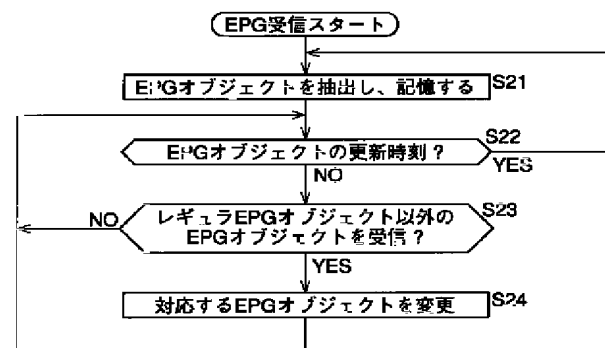 EPG受信スタート
EPGオブジェクトを抽出し、記憶する
S21
EPGオブジェクトの更新時刻？
S22
YES
NO
レギュラEPGオブジェクト以外の
EPGオブジェクトを受信？
S23
NO
YES
対応するEPGオブジェクトを変更
S24